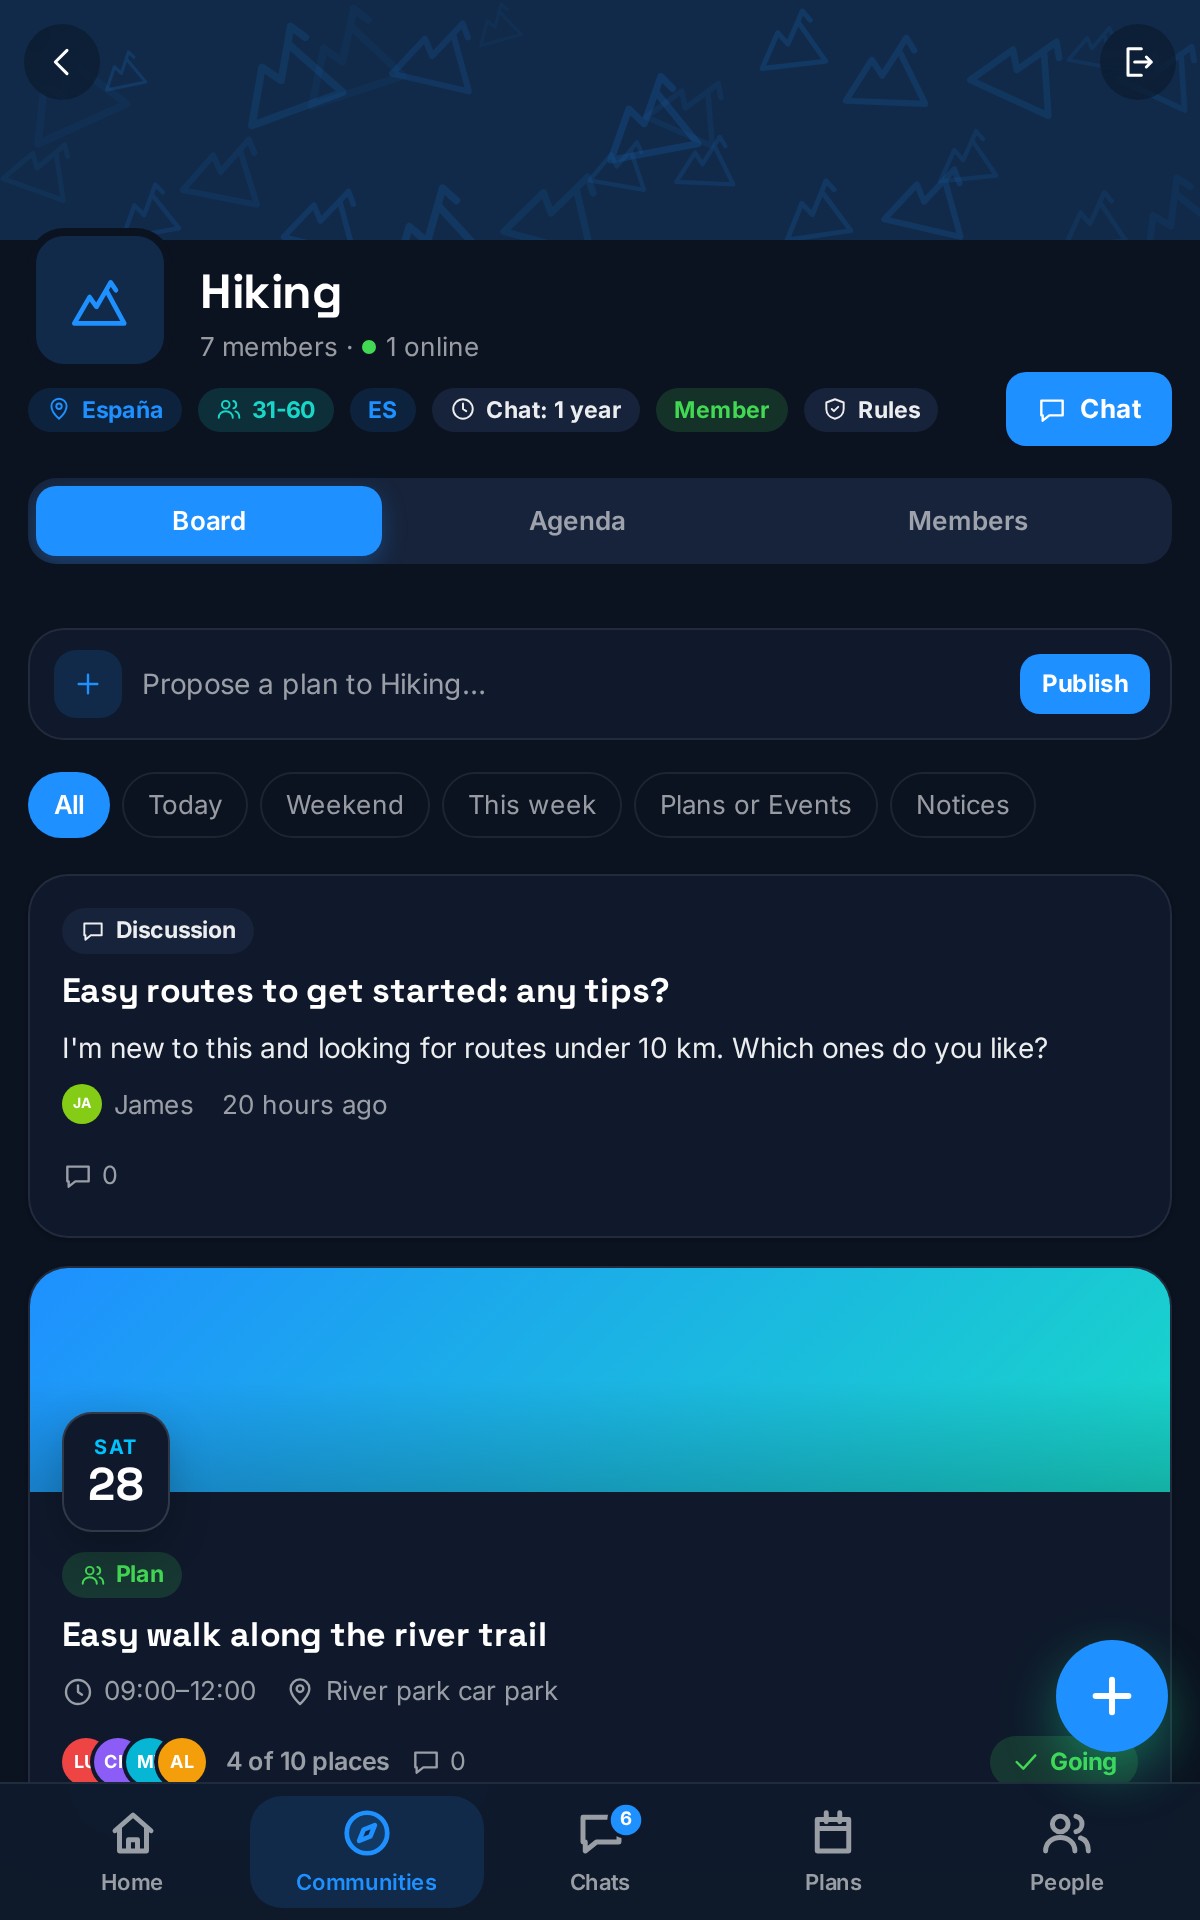 Hiking
7 members · 1 online
España 31-60 ES Chat: 1 year Member Rules Chat
Board Agenda Members
Propose a plan to Hiking... Publish
All Today Weekend This week Plans or Events Notices
Discussion
Easy routes to get started: any tips?
I'm new to this and looking for routes under 10 km. Which ones do you like?
JA James 20 hours ago
0
SAT
28
Plan
Easy walk along the river trail
09:00–12:00 River park car park
AL 4 of 10 places 0 Going
6
Home Communities Chats Plans People